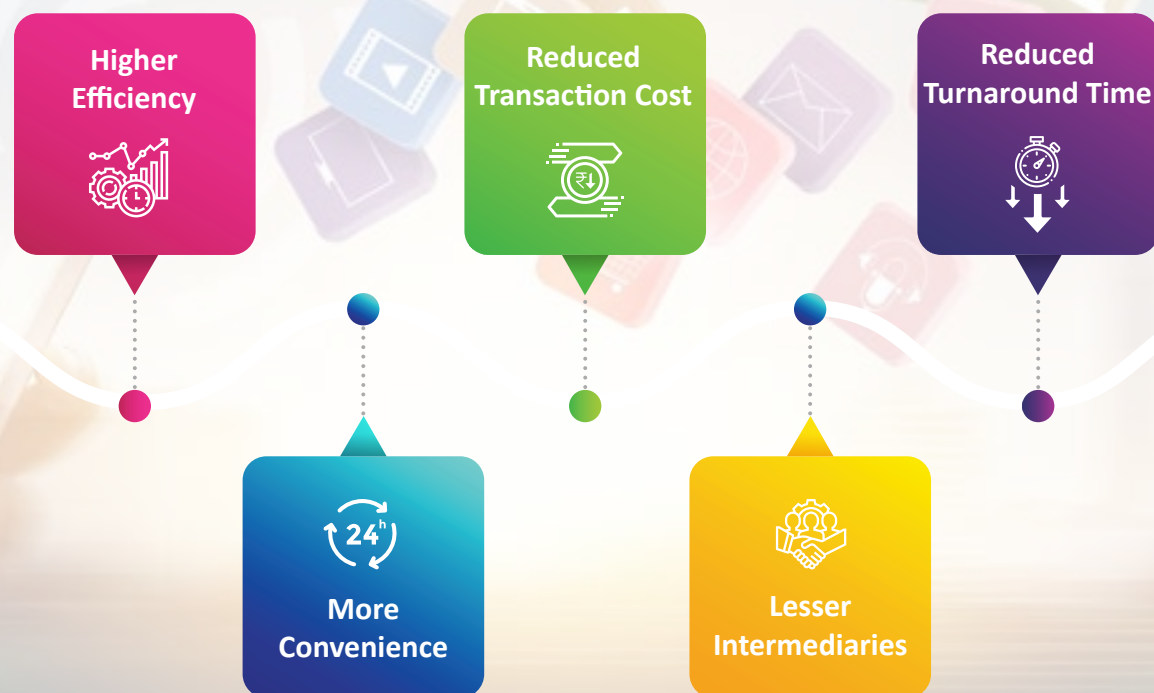 Higher
Efficiency
Reduced
Transaction Cost
₹
Reduced
Turnaround Time
24h
More
Convenience
Lesser
Intermediaries